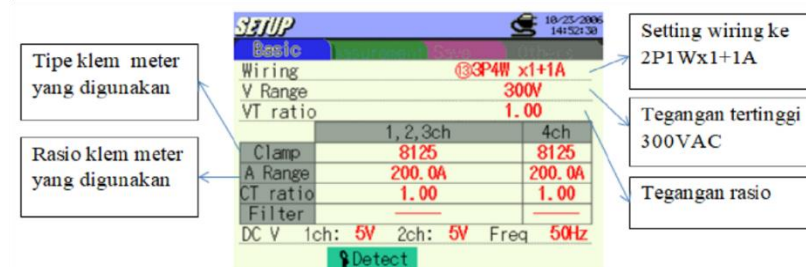 SETUP
10/23/2006
14:52:30
Basic
Save
Others
Wiring ⑬3P4W x1+1A
V Range 300V
VT ratio 1.00
1,2,3ch 4ch
Clamp 8125 8125
A Range 200.0A 200.0A
CT ratio 1.00 1.00
Filter
DC V 1ch: 5V 2ch: 5V Freq 50Hz
Detect
Tipe klem meter
yang digunakan
Rasio klem meter
yang digunakan
Setting wiring ke
2P1Wx1+1A
Tegangan tertinggi
300VAC
Tegangan rasio